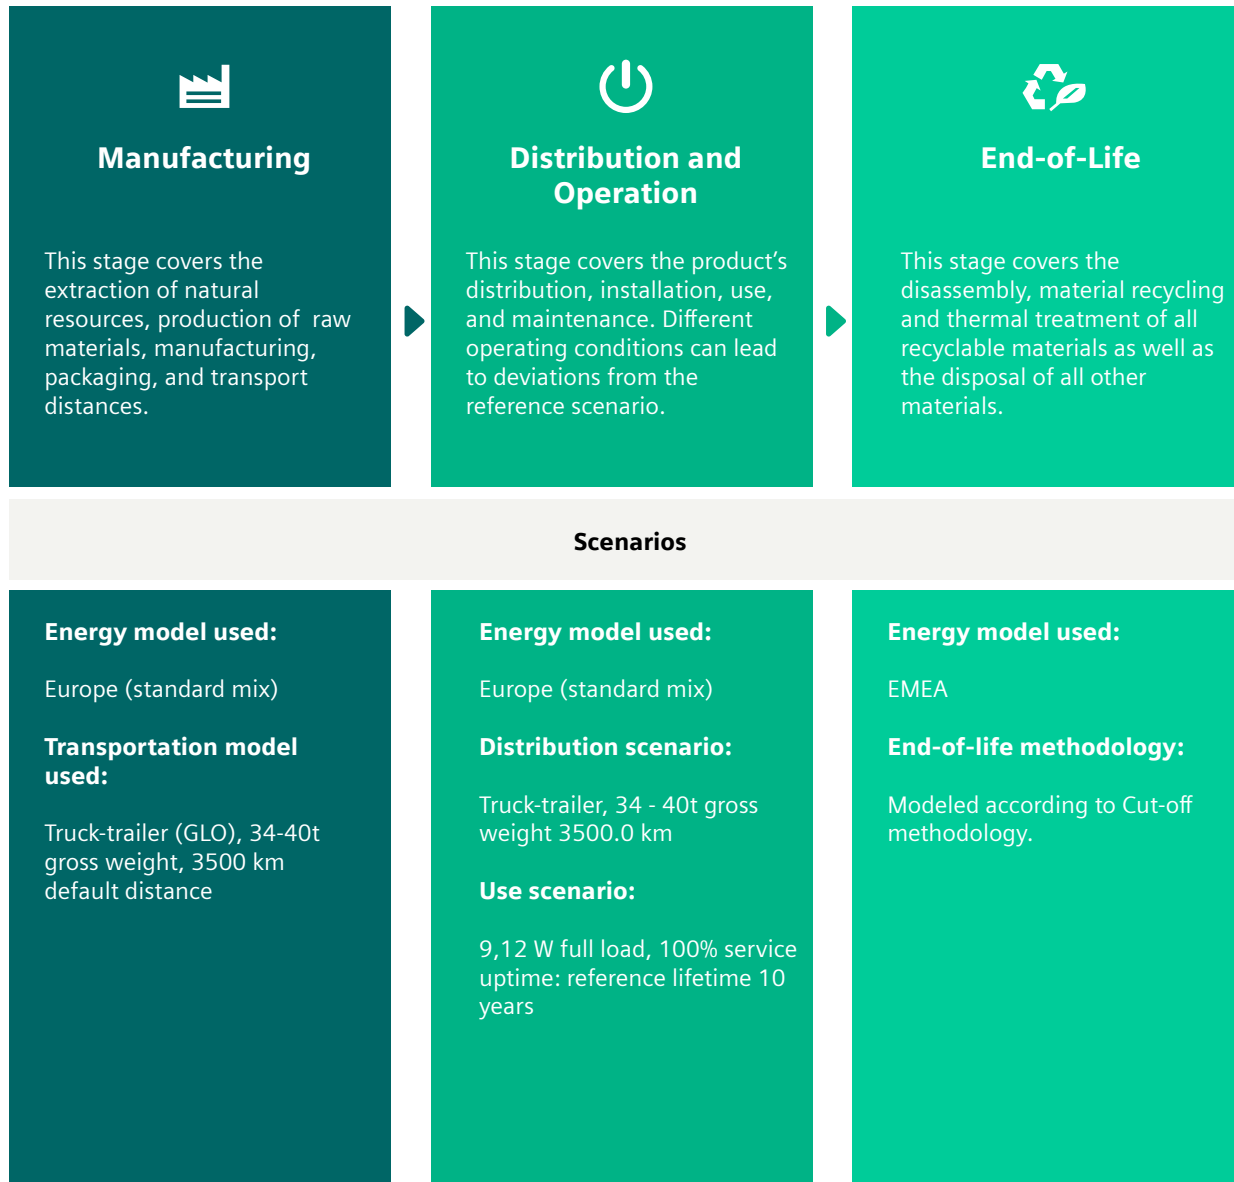 Manufacturing
This stage covers the
extraction of natural
resources, production of  raw
materials, manufacturing,
packaging, and transport
distances.
Distribution and
Operation
This stage covers the product’s
distribution, installation, use,
and maintenance. Different
operating conditions can lead
to deviations from the
reference scenario.
End-of-Life
This stage covers the
disassembly, material recycling
and thermal treatment of all
recyclable materials as well as
the disposal of all other
materials.
Scenarios
Energy model used:
Europe (standard mix)
Transportation model
used:
Truck-trailer (GLO), 34-40t
gross weight, 3500 km
default distance
Energy model used:
Europe (standard mix)
Distribution scenario:
Truck-trailer, 34 - 40t gross
weight 3500.0 km
Use scenario:
9,12 W full load, 100% service
uptime: reference lifetime 10
years
Energy model used:
EMEA
End-of-life methodology:
Modeled according to Cut-off
methodology.